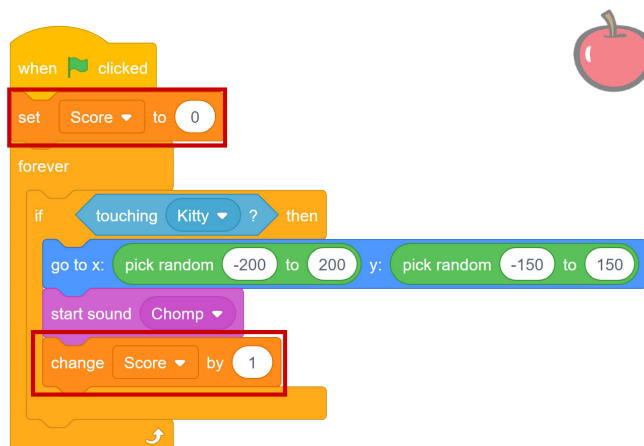 when clicked
set Score to 0
forever
if touching Kitty ? then
go to x: pick random -200 to 200 y: pick random -150 to 150
start sound Chomp
change Score by 1